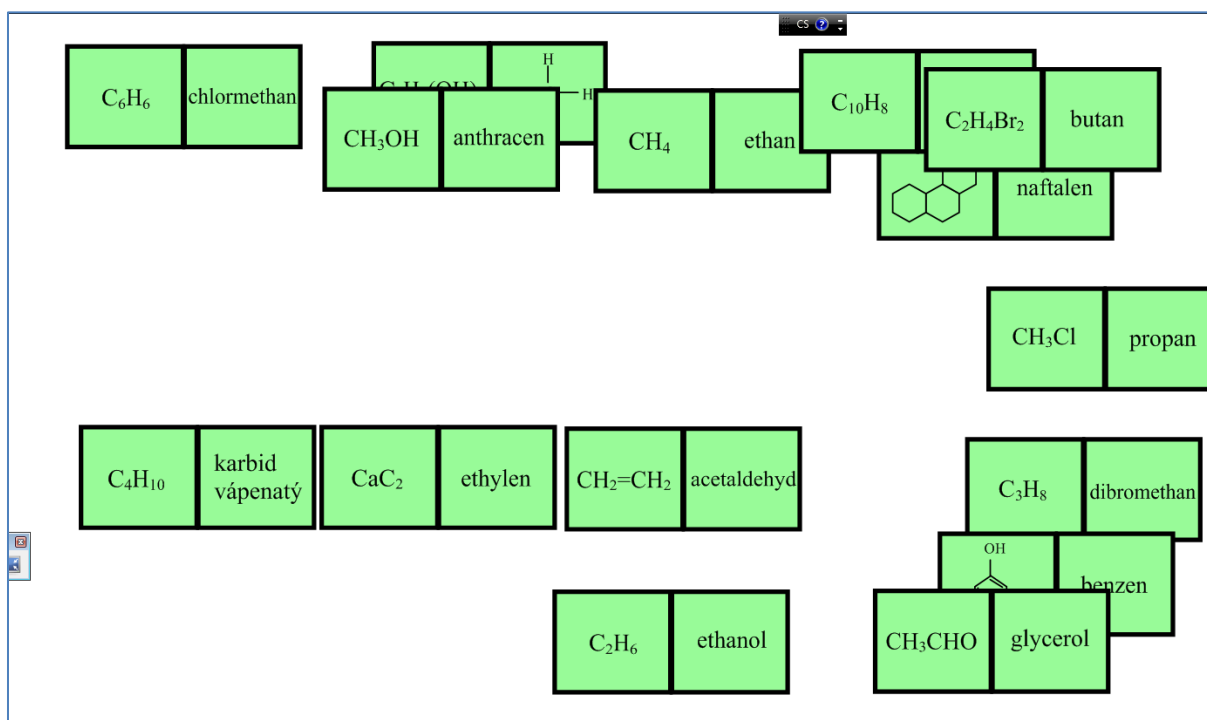 CS
C₆H₆ chlormethan
H
H
CH₃OH anthracen
CH₄ ethan
C₁₀H₈
C₂H₄Br₂ butan
naftalen
CH₃Cl propan
C₄H₁₀ karbid
vápenatý
CaC₂ ethylen
CH₂=CH₂ acetaldehyd
C₃H₈ dibromethan
OH
benzen
CH₃CHO glycerol
C₂H₆ ethanol